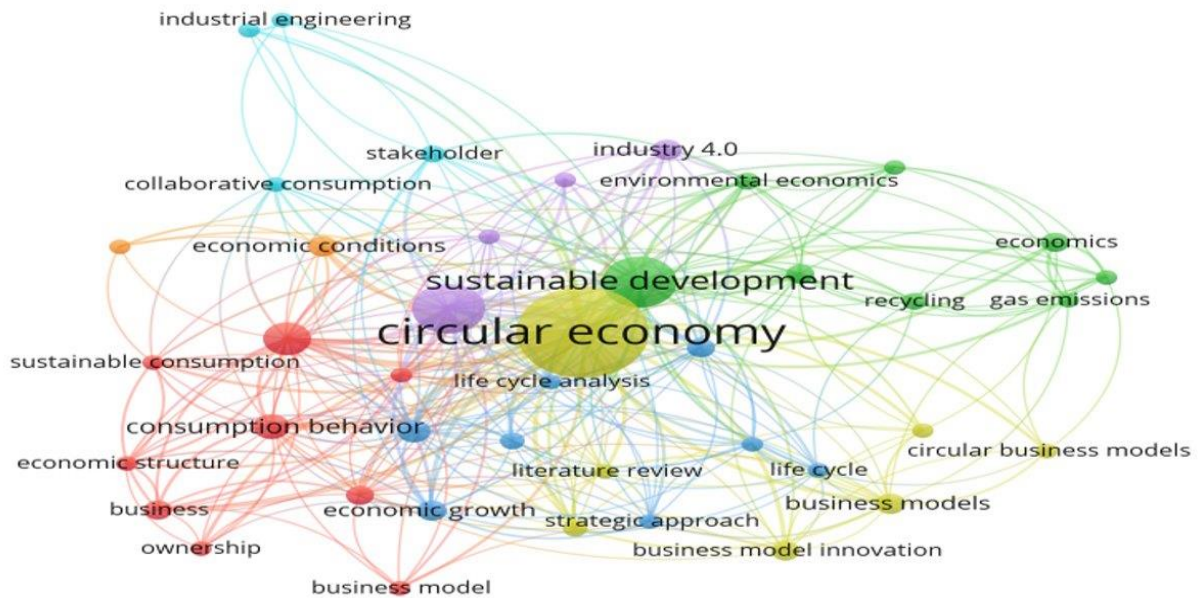 industrial engineering
stakeholder
industry 4.0
collaborative consumption
environmental economics
economic conditions
economics
sustainable development
recycling
gas emissions
circular economy
sustainable consumption
life cycle analysis
consumption behavior
circular business models
economic structure
literature review
life cycle
business
economic growth
business models
strategic approach
ownership
business model innovation
business model